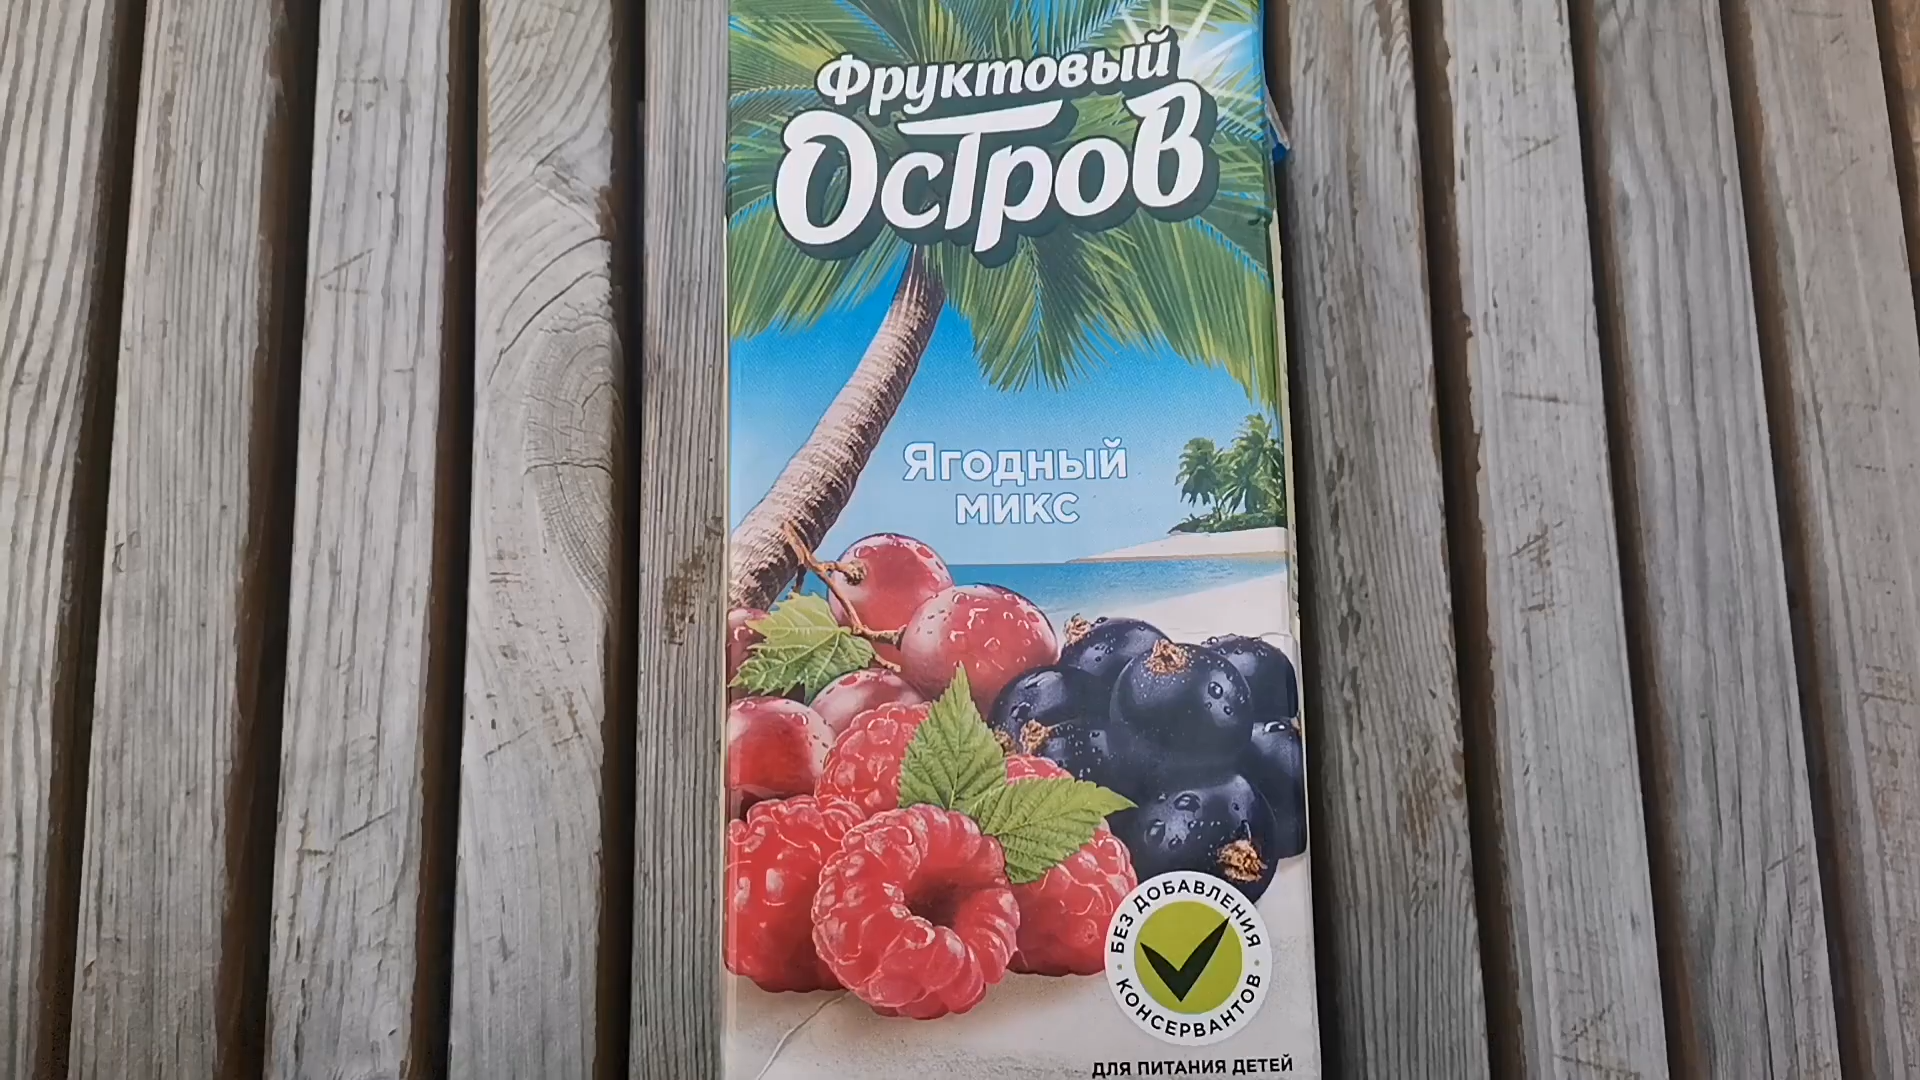 Фруктовый
Остров
Ягодный
микс
БЕЗ ДОБАВЛЕНИЯ
КОНСЕРВАНТОВ
ДЛЯ ПИТАНИЯ ДЕТЕЙ